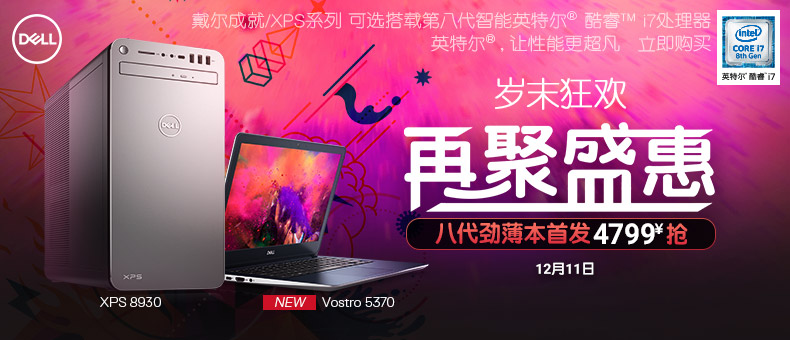 DELL
戴尔成就/XPS系列 可选搭载第八代智能英特尔® 酷睿™ i7处理器
英特尔®, 让性能更超凡 立即购买
intel
CORE i7
8th Gen
英特尔®酷睿™i7
岁末狂欢
再聚盛惠
八代劲薄本首发4799¥抢
12月11日
DELL
DELL
XPS
XPS 8930
NEW Vostro 5370